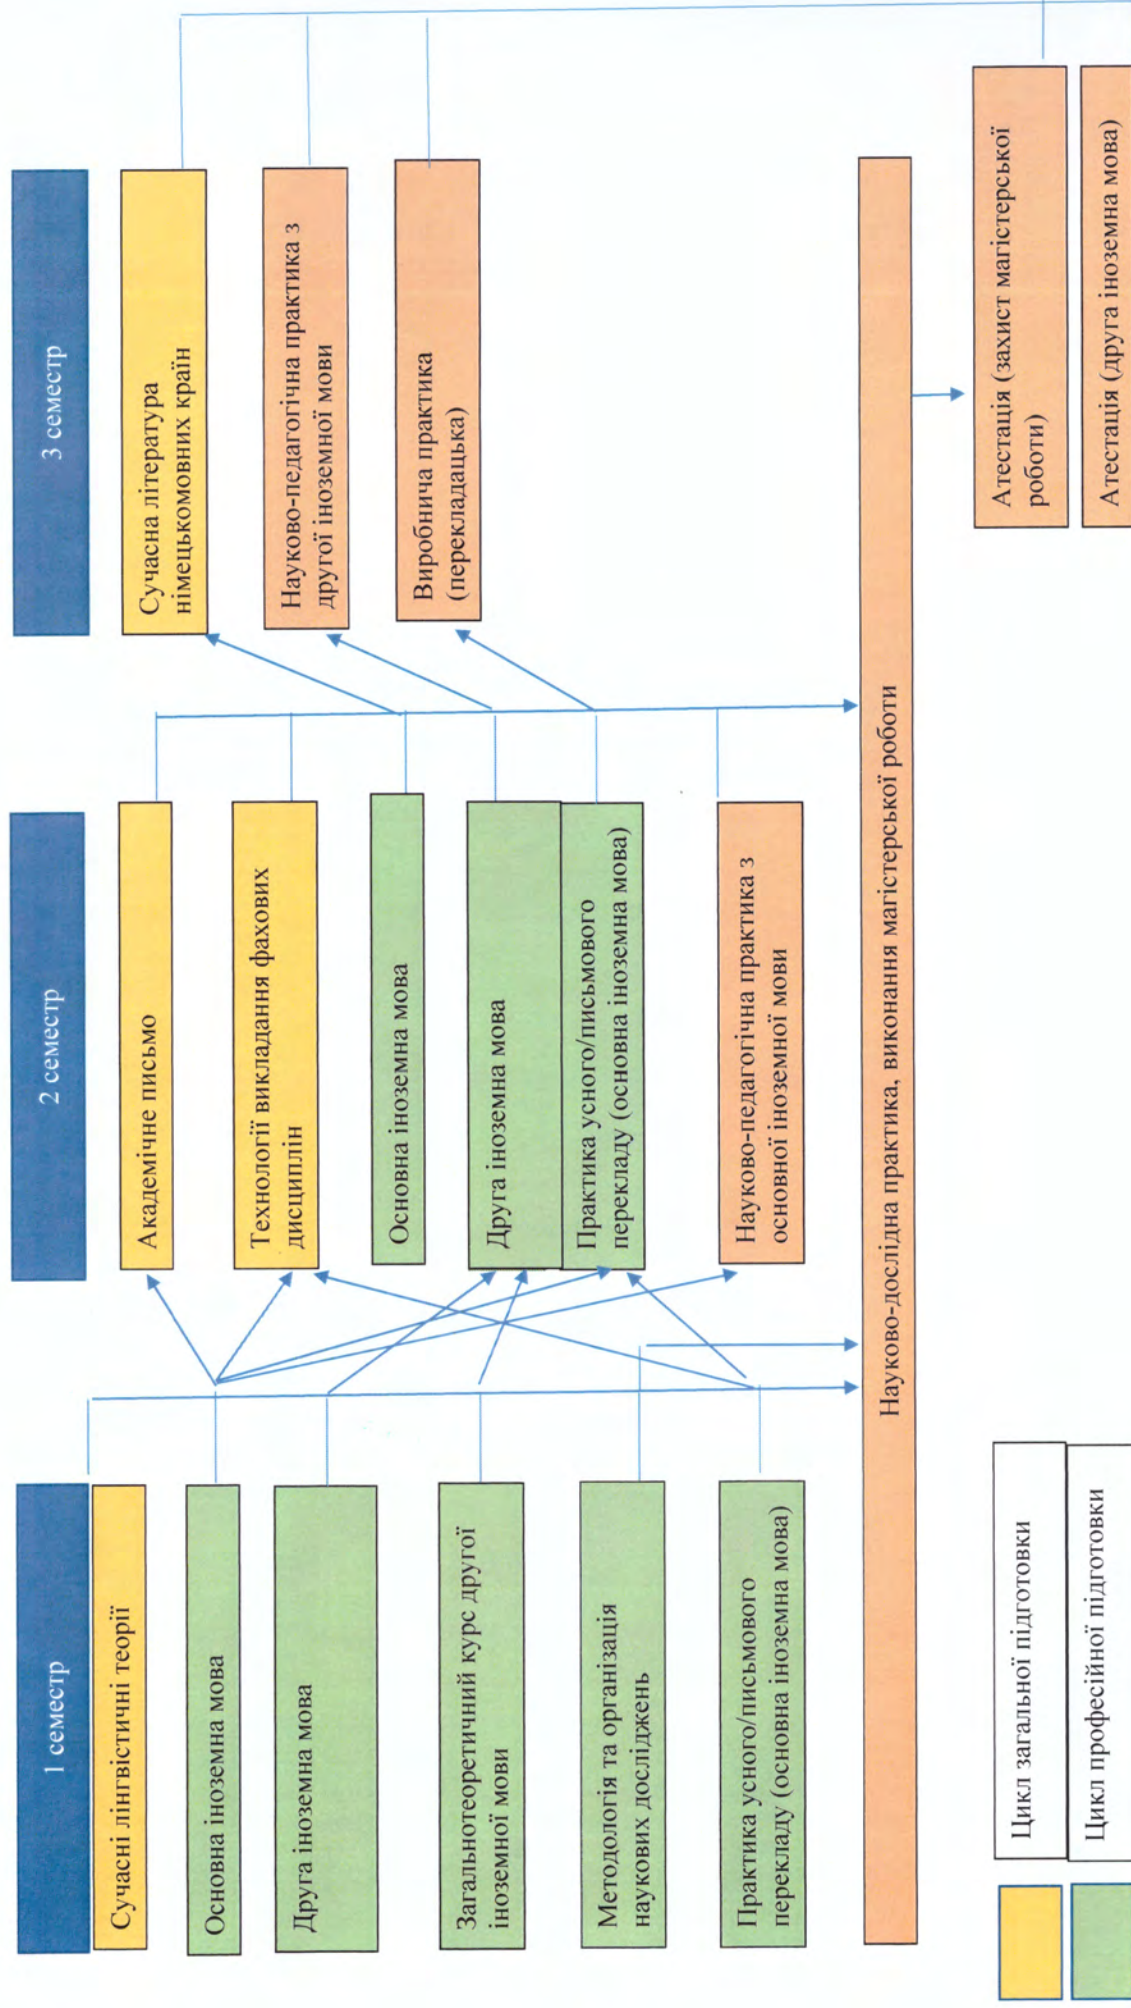 1 семестр
Сучасні лінгвістичні теорії
Основна іноземна мова
Друга іноземна мова
Загальнотеоретичний курс другої
іноземної мови
Методологія та організація
наукових досліджень
Практика усного/письмового
перекладу (основна іноземна мова)
2 семестр
Академічне письмо
Технології викладання фахових
дисциплін
Основна іноземна мова
Друга іноземна мова
Практика усного/письмового
перекладу (основна іноземна мова)
Науково-педагогічна практика з
основної іноземної мови
3 семестр
Сучасна література
німецькомовних країн
Науково-педагогічна практика з
другої іноземної мови
Виробнича практика
(перекладацька)
Науково-дослідна практика, виконання магістерської роботи
Атестація (захист магістерської
роботи)
Атестація (друга іноземна мова)
Цикл загальної підготовки
Цикл професійної підготовки